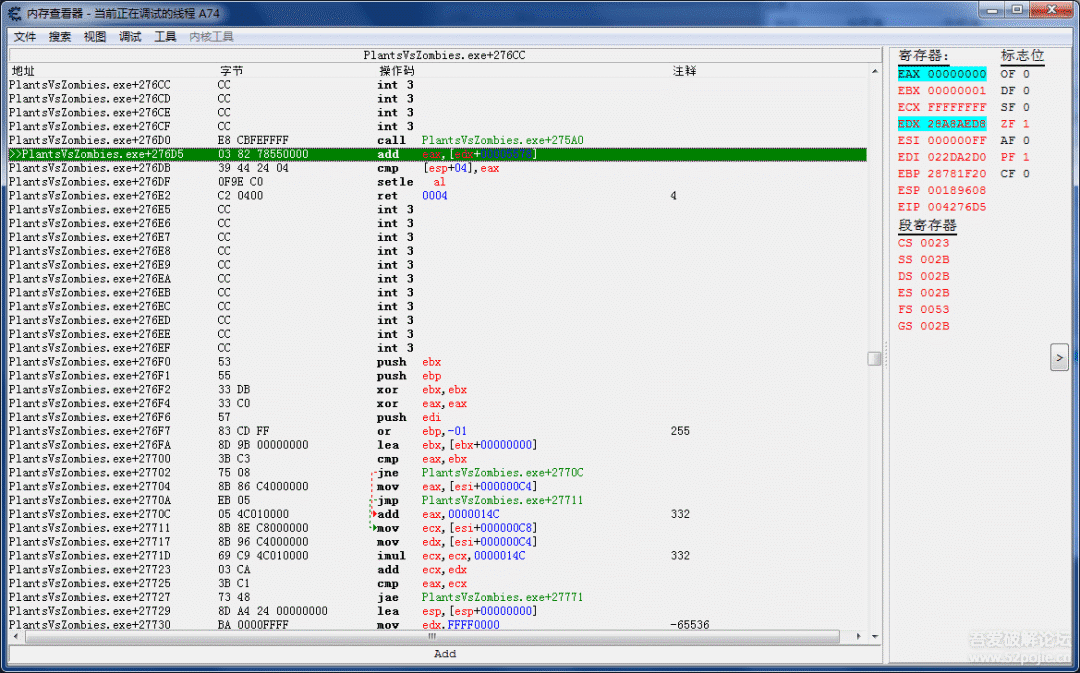 内存查看器 - 当前正在调试的线程 A74
文件 搜索 视图 调试 工具 内核工具
PlantsVsZombies.exe+276CC
地址 字节 操作码 注释
PlantsVsZombies.exe+276CC CC int 3
PlantsVsZombies.exe+276CD CC int 3
PlantsVsZombies.exe+276CE CC int 3
PlantsVsZombies.exe+276CF CC int 3
PlantsVsZombies.exe+276D0 E8 CBFEFFFF call PlantsVsZombies.exe+275A0
>>PlantsVsZombies.exe+276D5 03 82 78550000 add eax,[edx+00005578]
PlantsVsZombies.exe+276DB 39 44 24 04 cmp [esp+04],eax
PlantsVsZombies.exe+276DF 0F9E C0 setle al
PlantsVsZombies.exe+276E2 C2 0400 ret 0004 4
PlantsVsZombies.exe+276E5 CC int 3
PlantsVsZombies.exe+276E6 CC int 3
PlantsVsZombies.exe+276E7 CC int 3
PlantsVsZombies.exe+276E8 CC int 3
PlantsVsZombies.exe+276E9 CC int 3
PlantsVsZombies.exe+276EA CC int 3
PlantsVsZombies.exe+276EB CC int 3
PlantsVsZombies.exe+276EC CC int 3
PlantsVsZombies.exe+276ED CC int 3
PlantsVsZombies.exe+276EE CC int 3
PlantsVsZombies.exe+276EF CC int 3
PlantsVsZombies.exe+276F0 53 push ebx
PlantsVsZombies.exe+276F1 55 push ebp
PlantsVsZombies.exe+276F2 33 DB xor ebx,ebx
PlantsVsZombies.exe+276F4 33 C0 xor eax,eax
PlantsVsZombies.exe+276F6 57 push edi
PlantsVsZombies.exe+276F7 83 CD FF or ebp,-01 255
PlantsVsZombies.exe+276FA 8D 9B 00000000 lea ebx,[ebx+00000000]
PlantsVsZombies.exe+27700 3B C3 cmp eax,ebx
PlantsVsZombies.exe+27702 75 08 jne PlantsVsZombies.exe+2770C
PlantsVsZombies.exe+27704 8B 86 C4000000 mov eax,[esi+000000C4]
PlantsVsZombies.exe+2770A EB 05 jmp PlantsVsZombies.exe+27711
PlantsVsZombies.exe+2770C 05 4C010000 add eax,0000014C 332
PlantsVsZombies.exe+27711 8B 8E C8000000 mov ecx,[esi+000000C8]
PlantsVsZombies.exe+27717 8B 96 C4000000 mov edx,[esi+000000C4]
PlantsVsZombies.exe+2771D 69 C9 4C010000 imul ecx,ecx,0000014C 332
PlantsVsZombies.exe+27723 03 CA add ecx,edx
PlantsVsZombies.exe+27725 3B C1 cmp eax,ecx
PlantsVsZombies.exe+27727 73 48 jae PlantsVsZombies.exe+27771
PlantsVsZombies.exe+27729 8D A4 24 00000000 lea esp,[esp+00000000]
PlantsVsZombies.exe+27730 BA 0000FFFF mov edx,FFFF0000 -65536
Add
寄存器: 标志位
EAX 00000000 OF 0
EBX 00000001 DF 0
ECX FFFFFFFF SF 0
EDX 28A8AED8 ZF 1
ESI 000000FF AF 0
EDI 022DA2D0 PF 1
EBP 28781F20 CF 0
ESP 00189608
EIP 004276D5
段寄存器
CS 0023
SS 002B
DS 002B
ES 002B
FS 0053
GS 002B
>
吾爱破解论坛
www.52pojie.cn